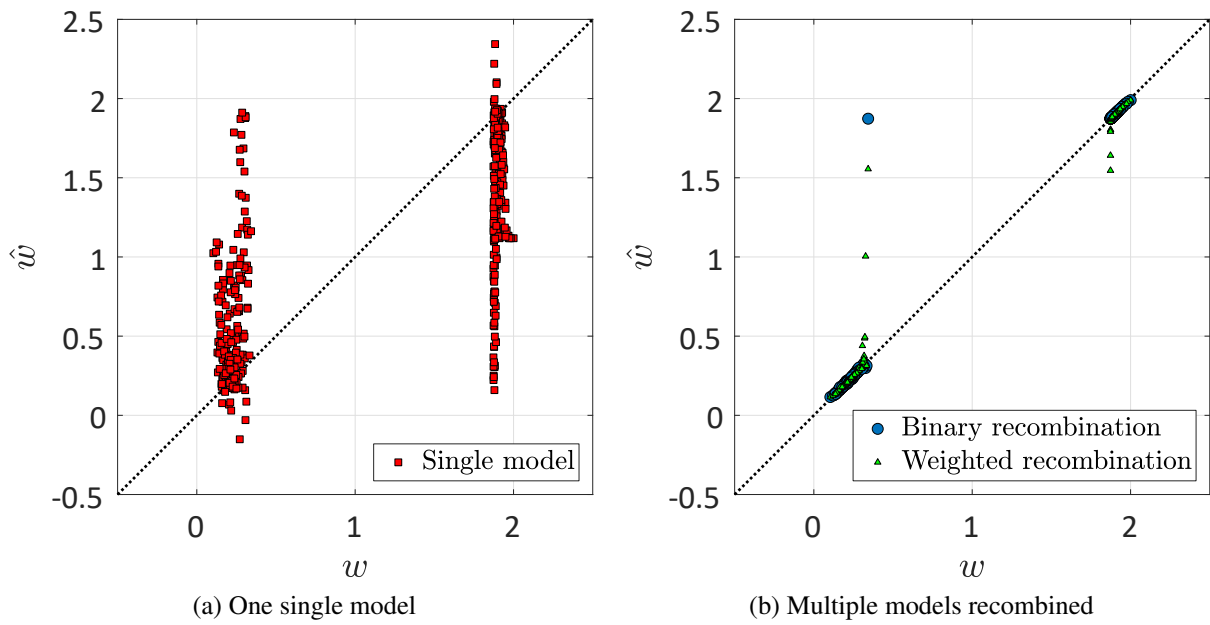 2.5
2
1.5
1
0.5
0
-0.5
0
1
2
ŵ
w
Single model
(a) One single model
2.5
2
1.5
1
0.5
0
-0.5
0
1
2
ŵ
w
Binary recombination
Weighted recombination
(b) Multiple models recombined